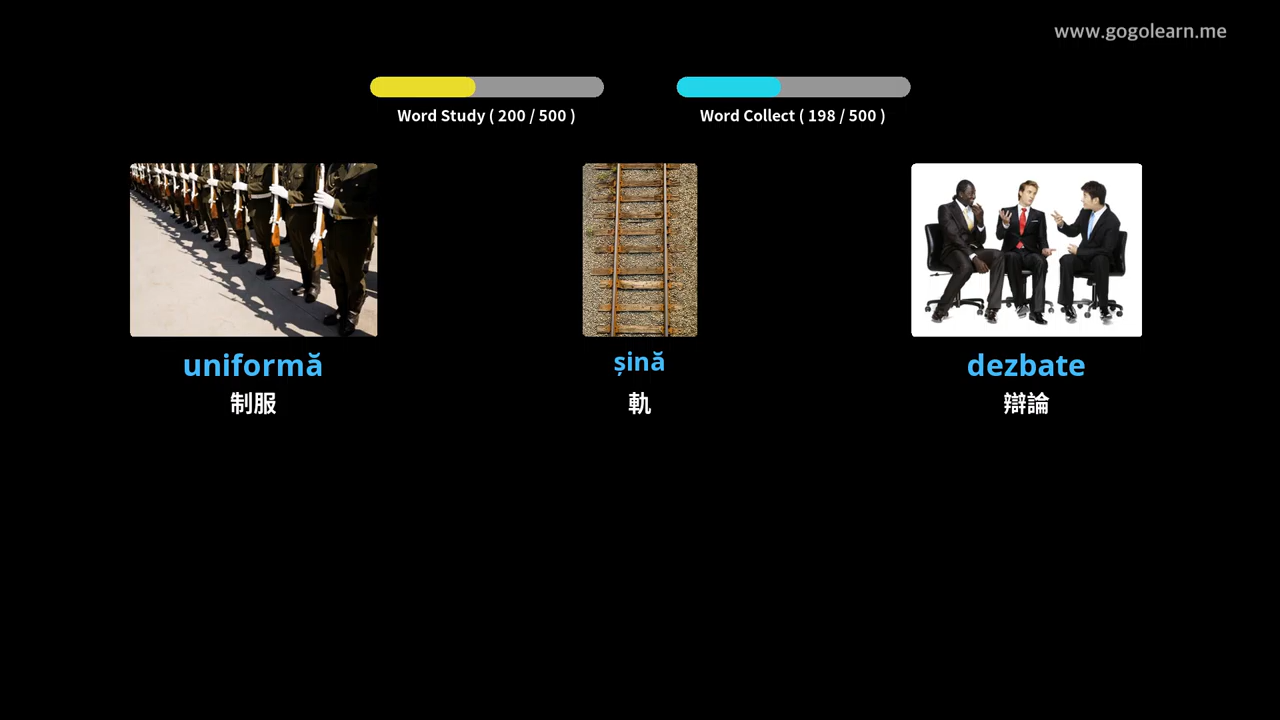 www.gogolearn.me
Word Study ( 200 / 500 )
Word Collect ( 198 / 500 )
uniformă
șină
dezbate
制服
軌
辯論